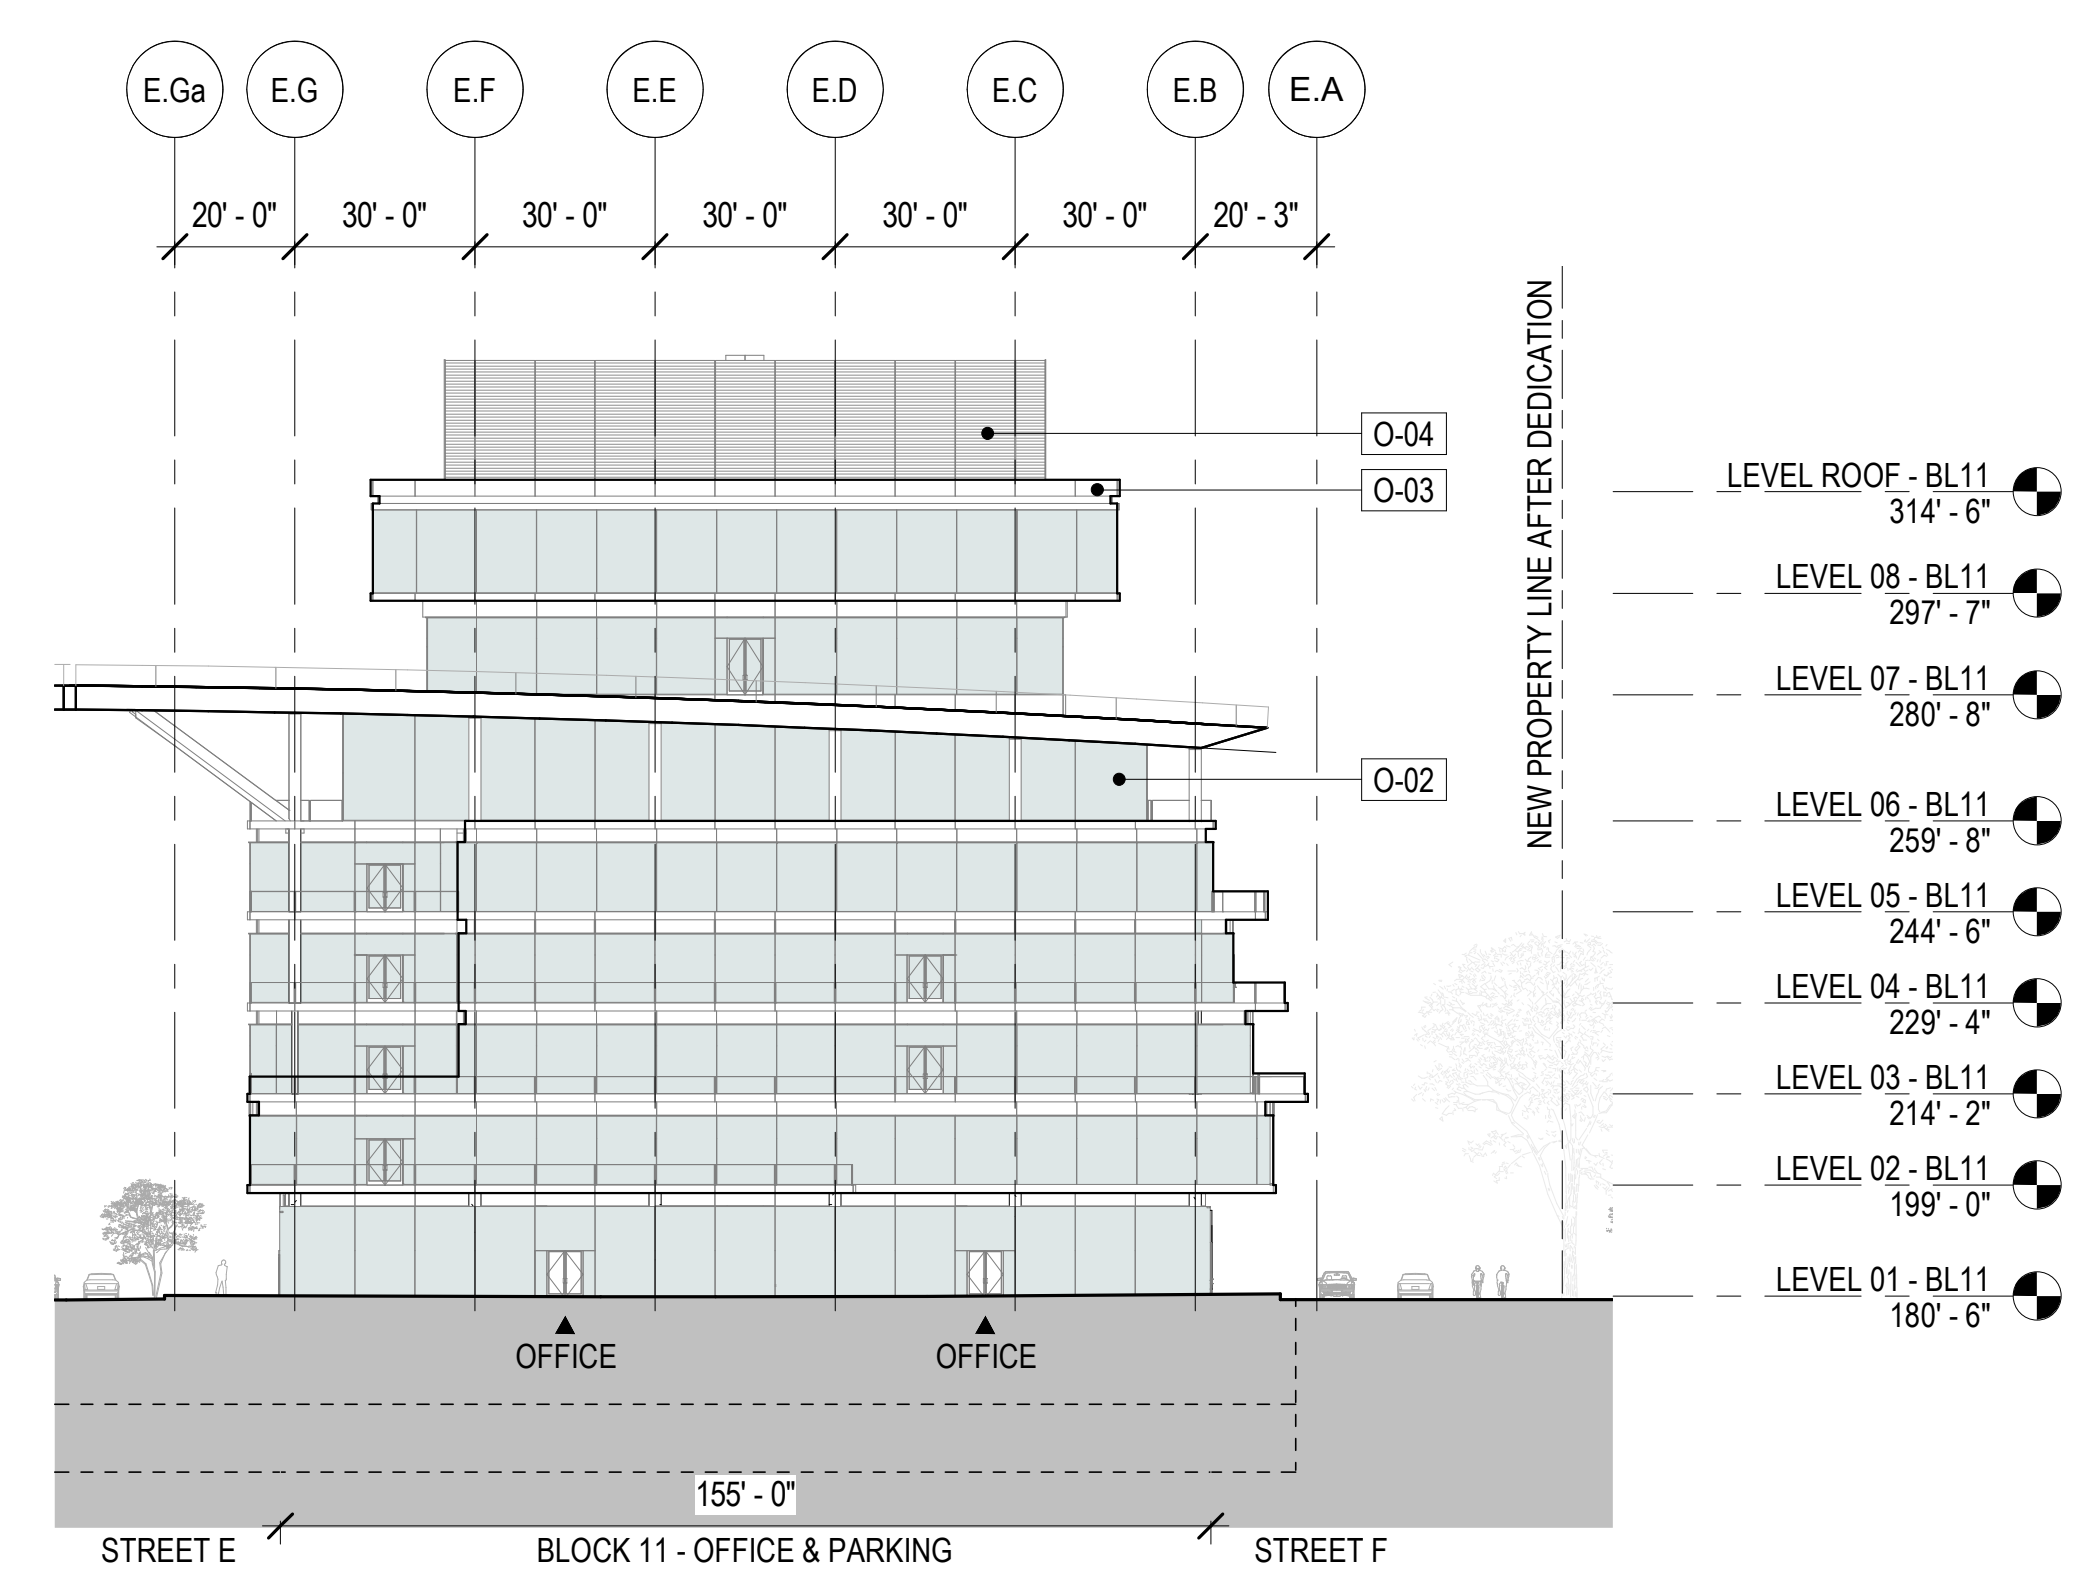 E.Ga E.G E.F E.E E.D E.C E.B E.A
20' - 0" 30' - 0" 30' - 0" 30' - 0" 30' - 0" 30' - 0" 20' - 3"
NEW PROPERTY LINE AFTER DEDICATION
O-04
O-03
O-02
LEVEL ROOF - BL11
314' - 6"
LEVEL 08 - BL11
297' - 7"
LEVEL 07 - BL11
280' - 8"
LEVEL 06 - BL11
259' - 8"
LEVEL 05 - BL11
244' - 6"
LEVEL 04 - BL11
229' - 4"
LEVEL 03 - BL11
214' - 2"
LEVEL 02 - BL11
199' - 0"
LEVEL 01 - BL11
180' - 6"
OFFICE OFFICE
155' - 0"
STREET E BLOCK 11 - OFFICE & PARKING STREET F